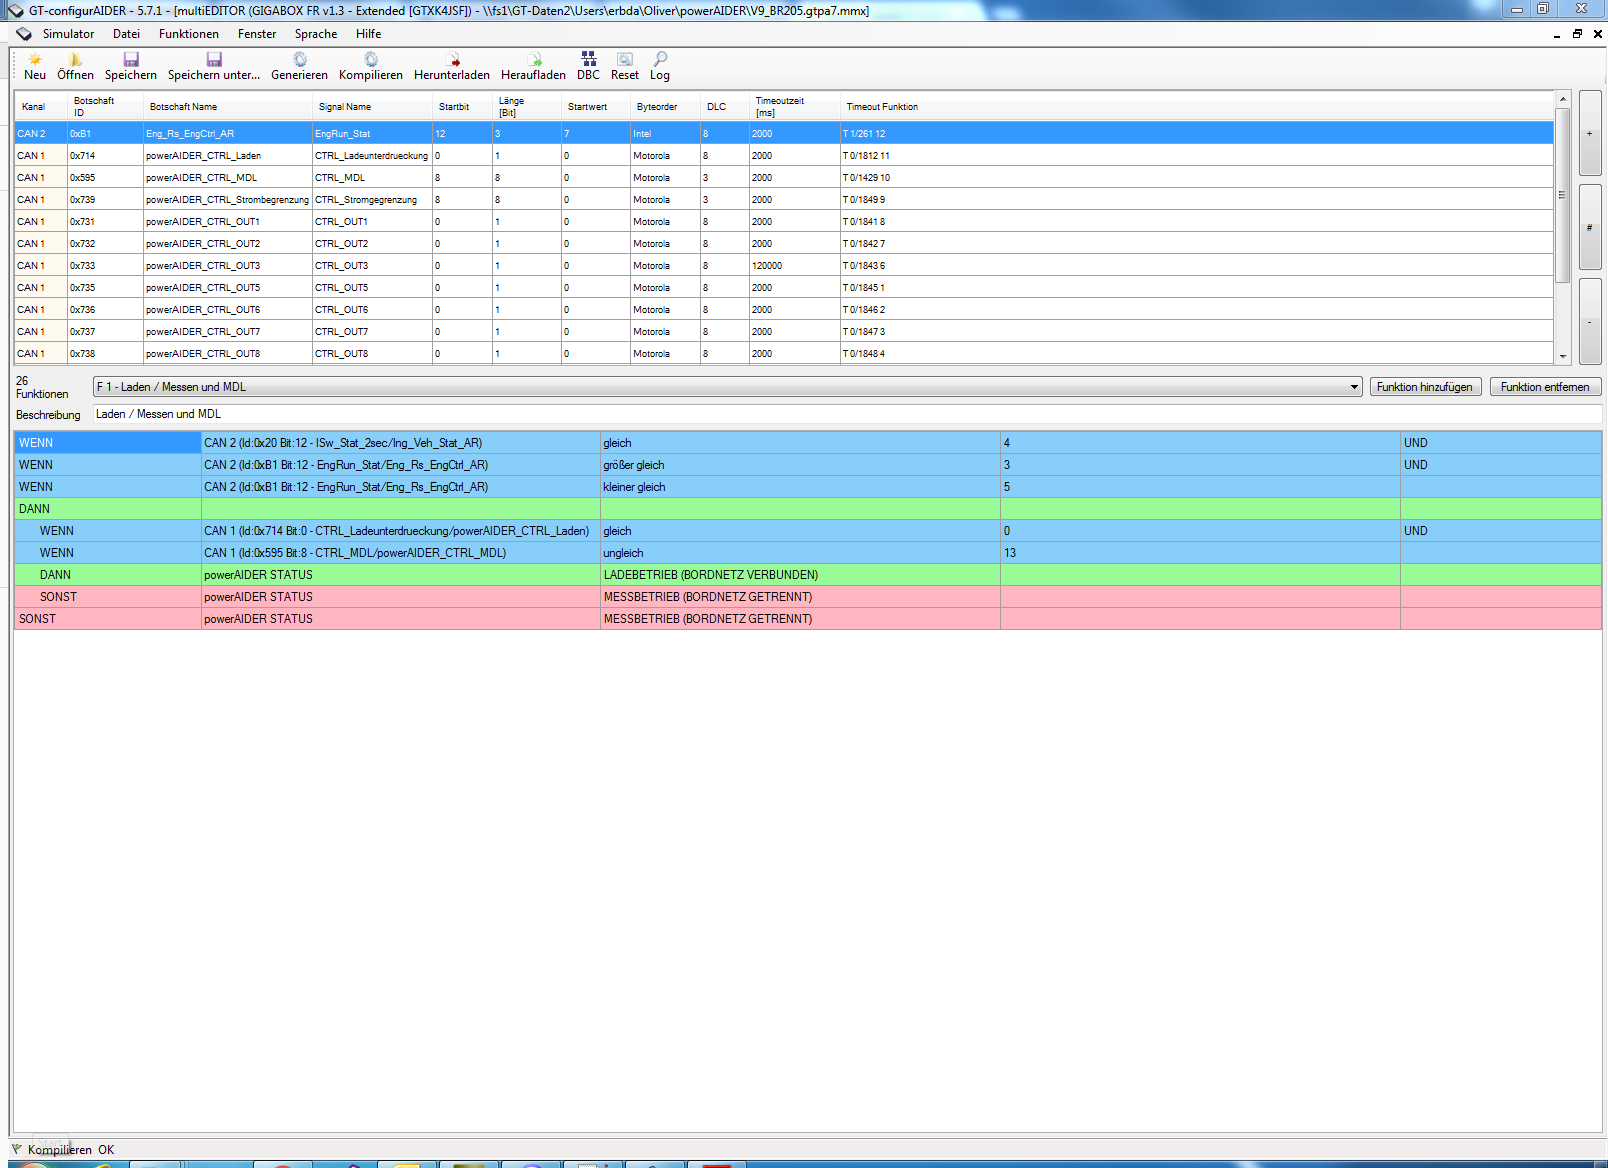 GT-configurAIDER - 5.7.1 - [multiEDITOR (GIGABOX FR v1.3 - Extended [GTXK4JSF]) - \\fs1\GT-Daten2\Users\erbda\Oliver\powerAIDER\V9_BR205.gtpa7.mmx]
Simulator Datei Funktionen Fenster Sprache Hilfe
Neu Öffnen Speichern Speichern unter... Generieren Kompilieren Herunterladen Heraufladen DBC Reset Log
Kanal Botschaft ID Botschaft Name Signal Name Startbit Länge [Bit] Startwert Byteorder DLC Timeoutzeit [ms] Timeout Funktion
CAN 2 0xB1 Eng_Rs_EngCtrl_AR EngRun_Stat 12 3 7 Intel 8 2000 T 1/261 12
+
CAN 1 0x714 powerAIDER_CTRL_Laden CTRL_Ladeunterdrueckung 0 1 0 Motorola 8 2000 T 0/1812 11
CAN 1 0x595 powerAIDER_CTRL_MDL CTRL_MDL 8 8 0 Motorola 3 2000 T 0/1429 10
CAN 1 0x739 powerAIDER_CTRL_Strombegrenzung CTRL_Stromgegrenzung 8 8 0 Motorola 3 2000 T 0/1849 9
CAN 1 0x731 powerAIDER_CTRL_OUT1 CTRL_OUT1 0 1 0 Motorola 8 2000 T 0/1841 8
#
CAN 1 0x732 powerAIDER_CTRL_OUT2 CTRL_OUT2 0 1 0 Motorola 8 2000 T 0/1842 7
CAN 1 0x733 powerAIDER_CTRL_OUT3 CTRL_OUT3 0 1 0 Motorola 8 120000 T 0/1843 6
CAN 1 0x735 powerAIDER_CTRL_OUT5 CTRL_OUT5 0 1 0 Motorola 8 2000 T 0/1845 1
CAN 1 0x736 powerAIDER_CTRL_OUT6 CTRL_OUT6 0 1 0 Motorola 8 2000 T 0/1846 2
-
CAN 1 0x737 powerAIDER_CTRL_OUT7 CTRL_OUT7 0 1 0 Motorola 8 2000 T 0/1847 3
CAN 1 0x738 powerAIDER_CTRL_OUT8 CTRL_OUT8 0 1 0 Motorola 8 2000 T 0/1848 4
26 Funktionen F 1 - Laden / Messen und MDL Funktion hinzufügen Funktion entfernen
Beschreibung Laden / Messen und MDL
WENN CAN 2 (Id:0x20 Bit:12 - ISw_Stat_2sec/Ing_Veh_Stat_AR) gleich 4 UND
WENN CAN 2 (Id:0xB1 Bit:12 - EngRun_Stat/Eng_Rs_EngCtrl_AR) größer gleich 3 UND
WENN CAN 2 (Id:0xB1 Bit:12 - EngRun_Stat/Eng_Rs_EngCtrl_AR) kleiner gleich 5
DANN
WENN CAN 1 (Id:0x714 Bit:0 - CTRL_Ladeunterdrueckung/powerAIDER_CTRL_Laden) gleich 0 UND
WENN CAN 1 (Id:0x595 Bit:8 - CTRL_MDL/powerAIDER_CTRL_MDL) ungleich 13
DANN powerAIDER STATUS LADEBETRIEB (BORDNETZ VERBUNDEN)
SONST powerAIDER STATUS MESSBETRIEB (BORDNETZ GETRENNT)
SONST powerAIDER STATUS MESSBETRIEB (BORDNETZ GETRENNT)
Start
Kompilieren OK